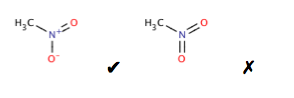 H₃C N⁺ O H₃C N O
O⁻ ✔ O ✗